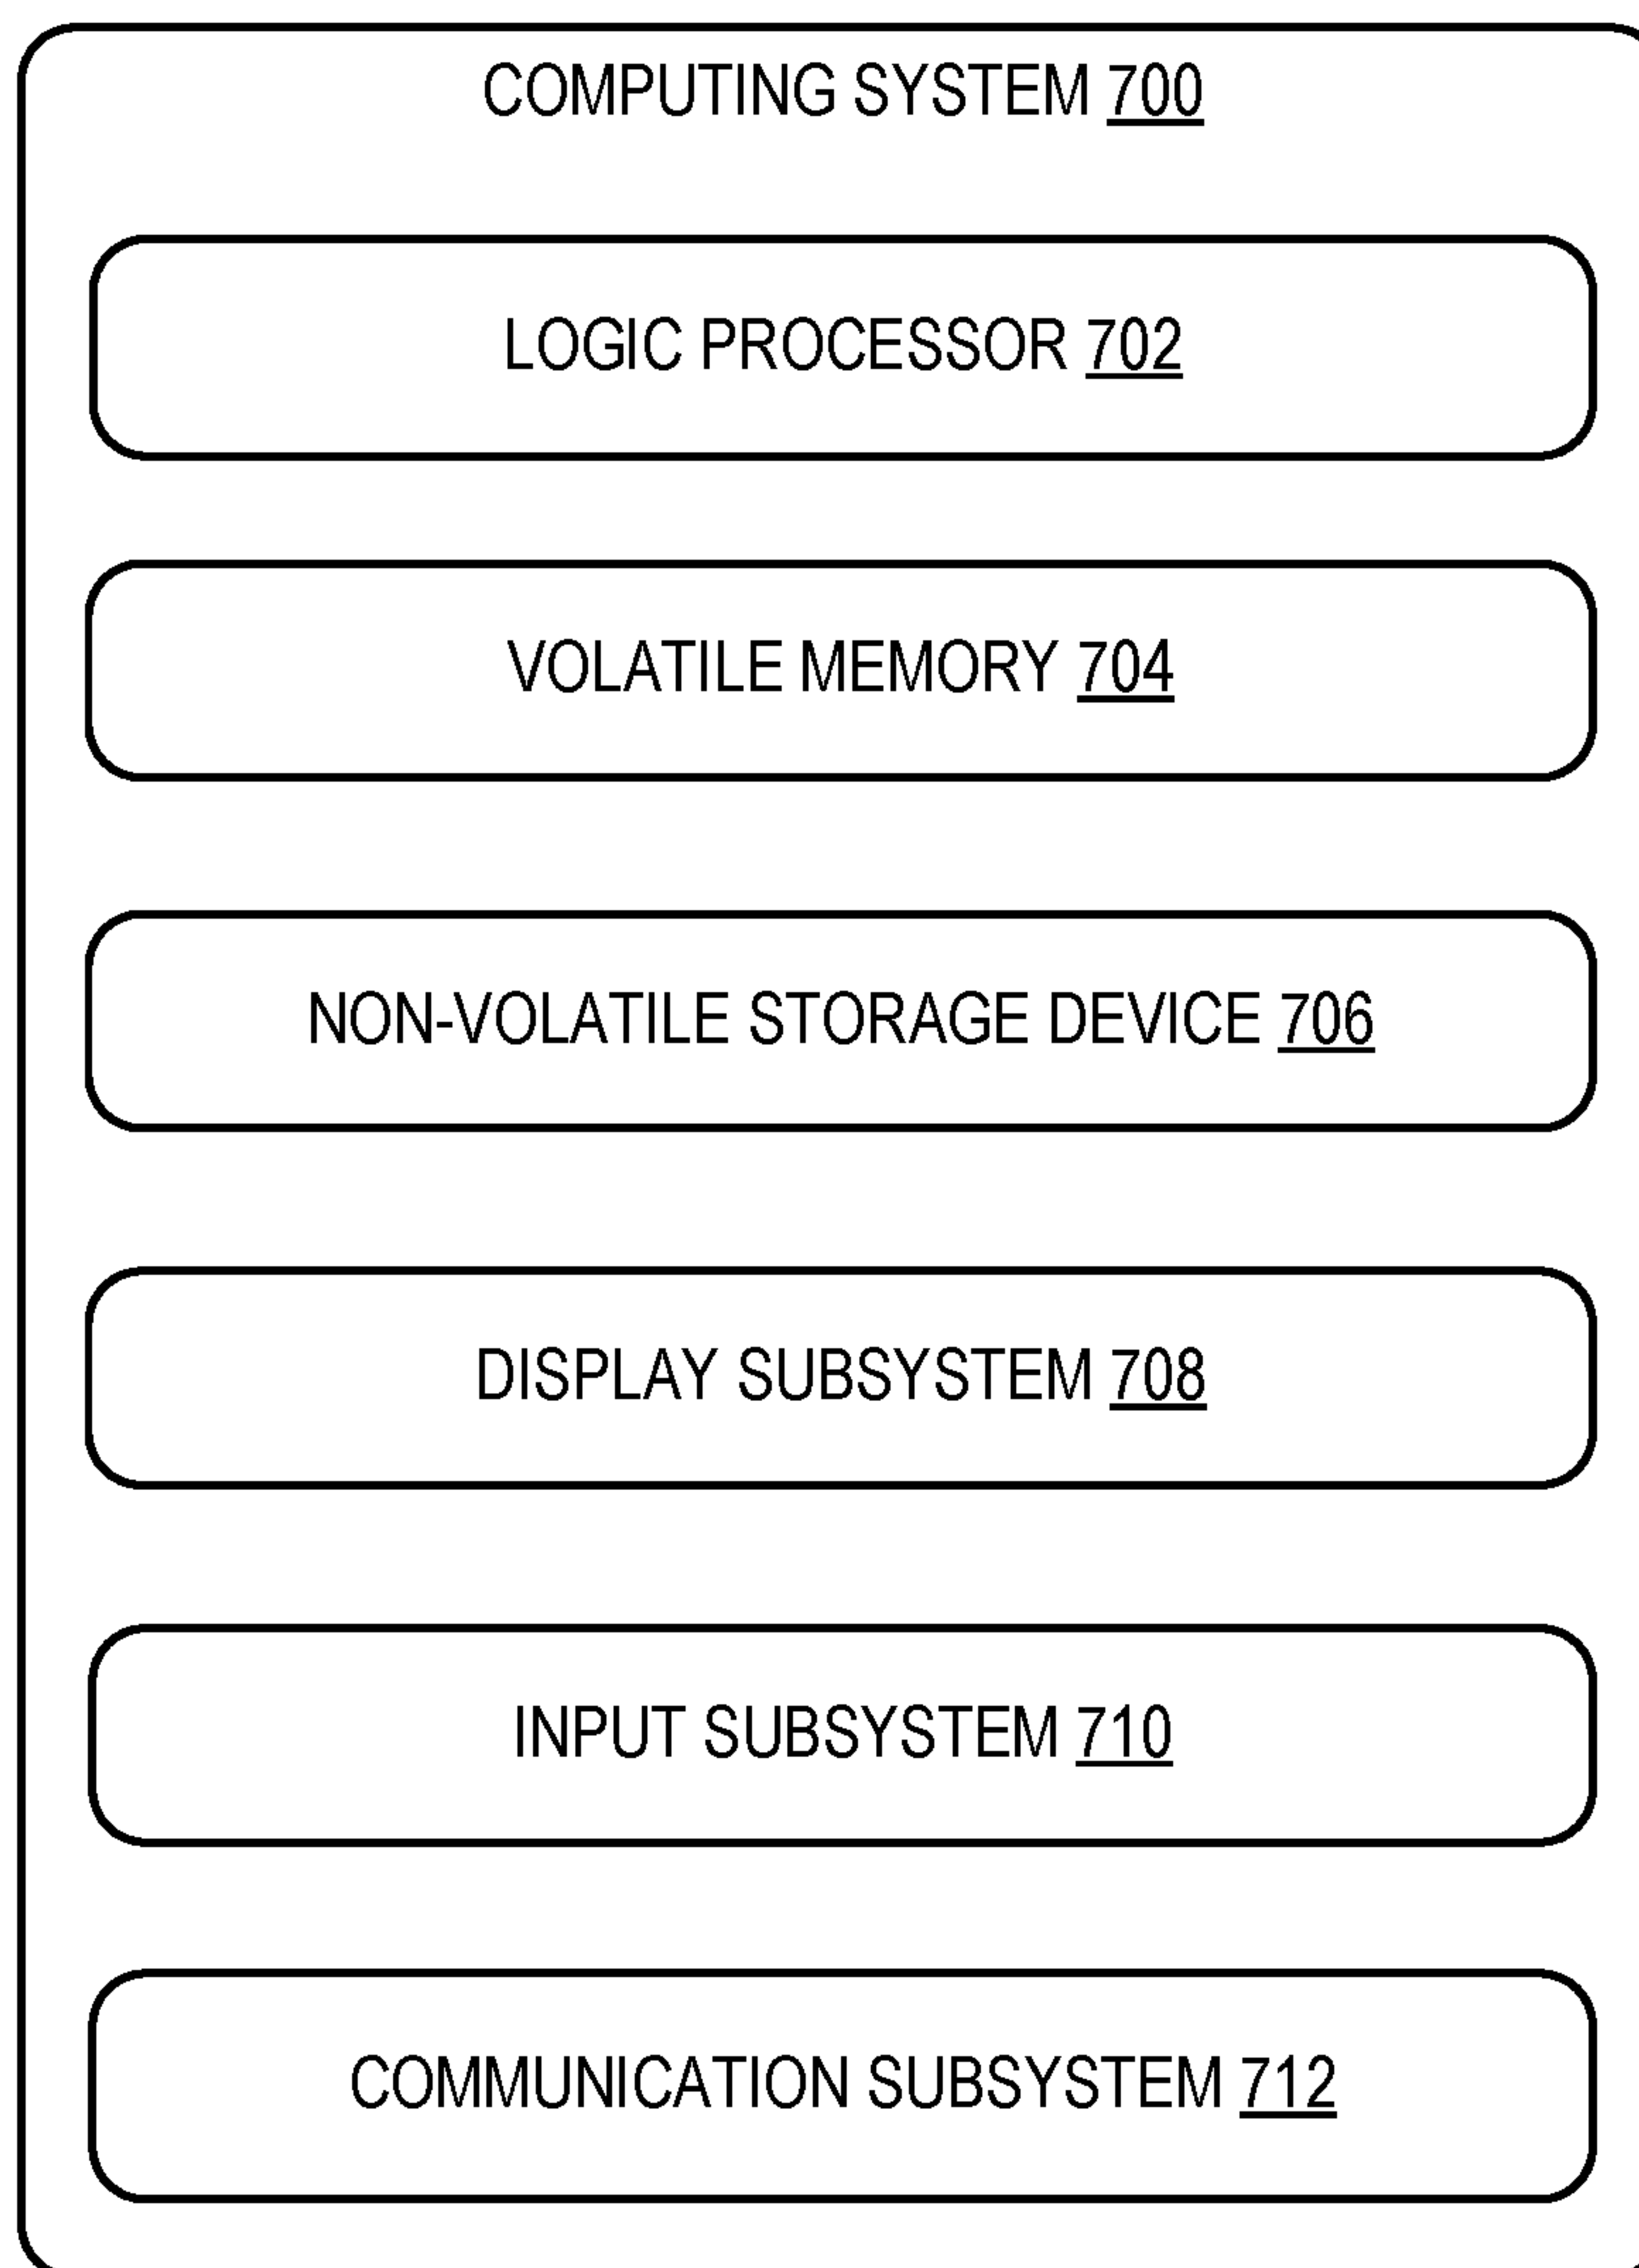 COMPUTING SYSTEM 700
LOGIC PROCESSOR 702
VOLATILE MEMORY 704
NON-VOLATILE STORAGE DEVICE 706
DISPLAY SUBSYSTEM 708
INPUT SUBSYSTEM 710
COMMUNICATION SUBSYSTEM 712